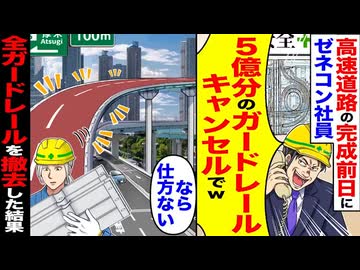 高速道路の完成前日に
ゼネコン社員
5億分のガードレール
キャンセルでw
なら
仕方ない
全ガードレールを撤去した結果
厚木
Atsugi
100m